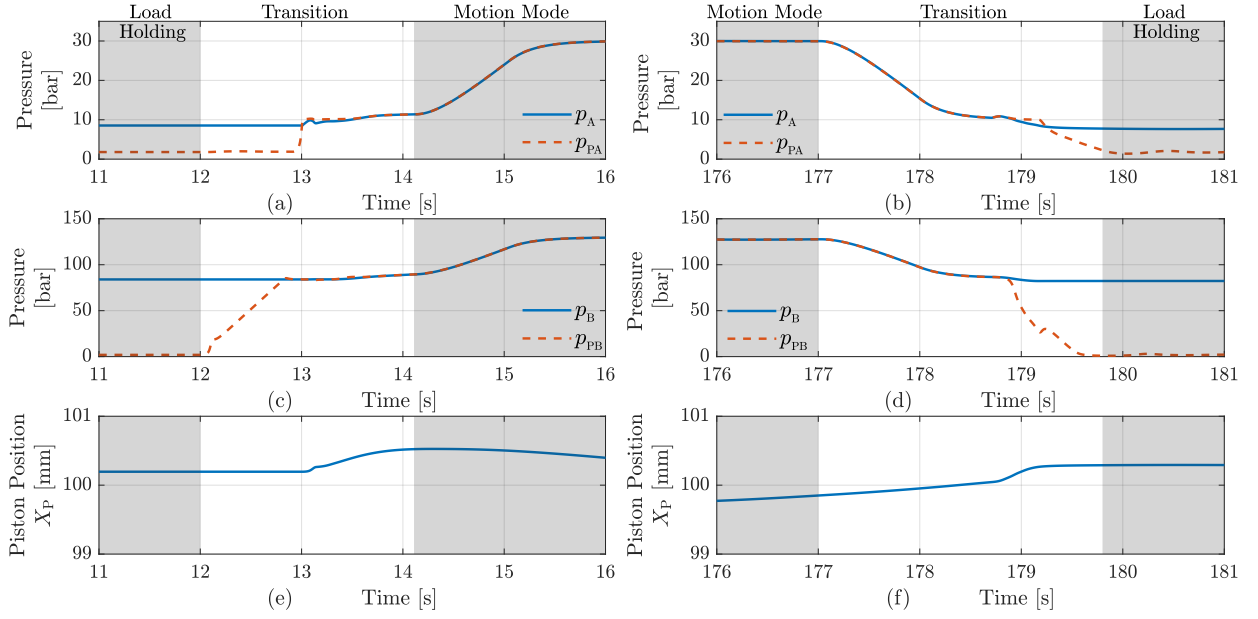 Load Transition Motion Mode
Holding
Pressure
[bar]
30
20
10
0
p_A
p_PA
11 12 13 14 15 16
(a) Time [s]
Motion Mode Transition Load
Holding
Pressure
[bar]
30
20
10
0
p_A
p_PA
176 177 178 179 180 181
(b) Time [s]
Pressure
[bar]
150
100
50
0
p_B
p_PB
11 12 13 14 15 16
(c) Time [s]
Pressure
[bar]
150
100
50
0
p_B
p_PB
176 177 178 179 180 181
(d) Time [s]
Piston Position
X_P [mm]
101
100
99
11 12 13 14 15 16
(e) Time [s]
Piston Position
X_P [mm]
101
100
99
176 177 178 179 180 181
(f) Time [s]